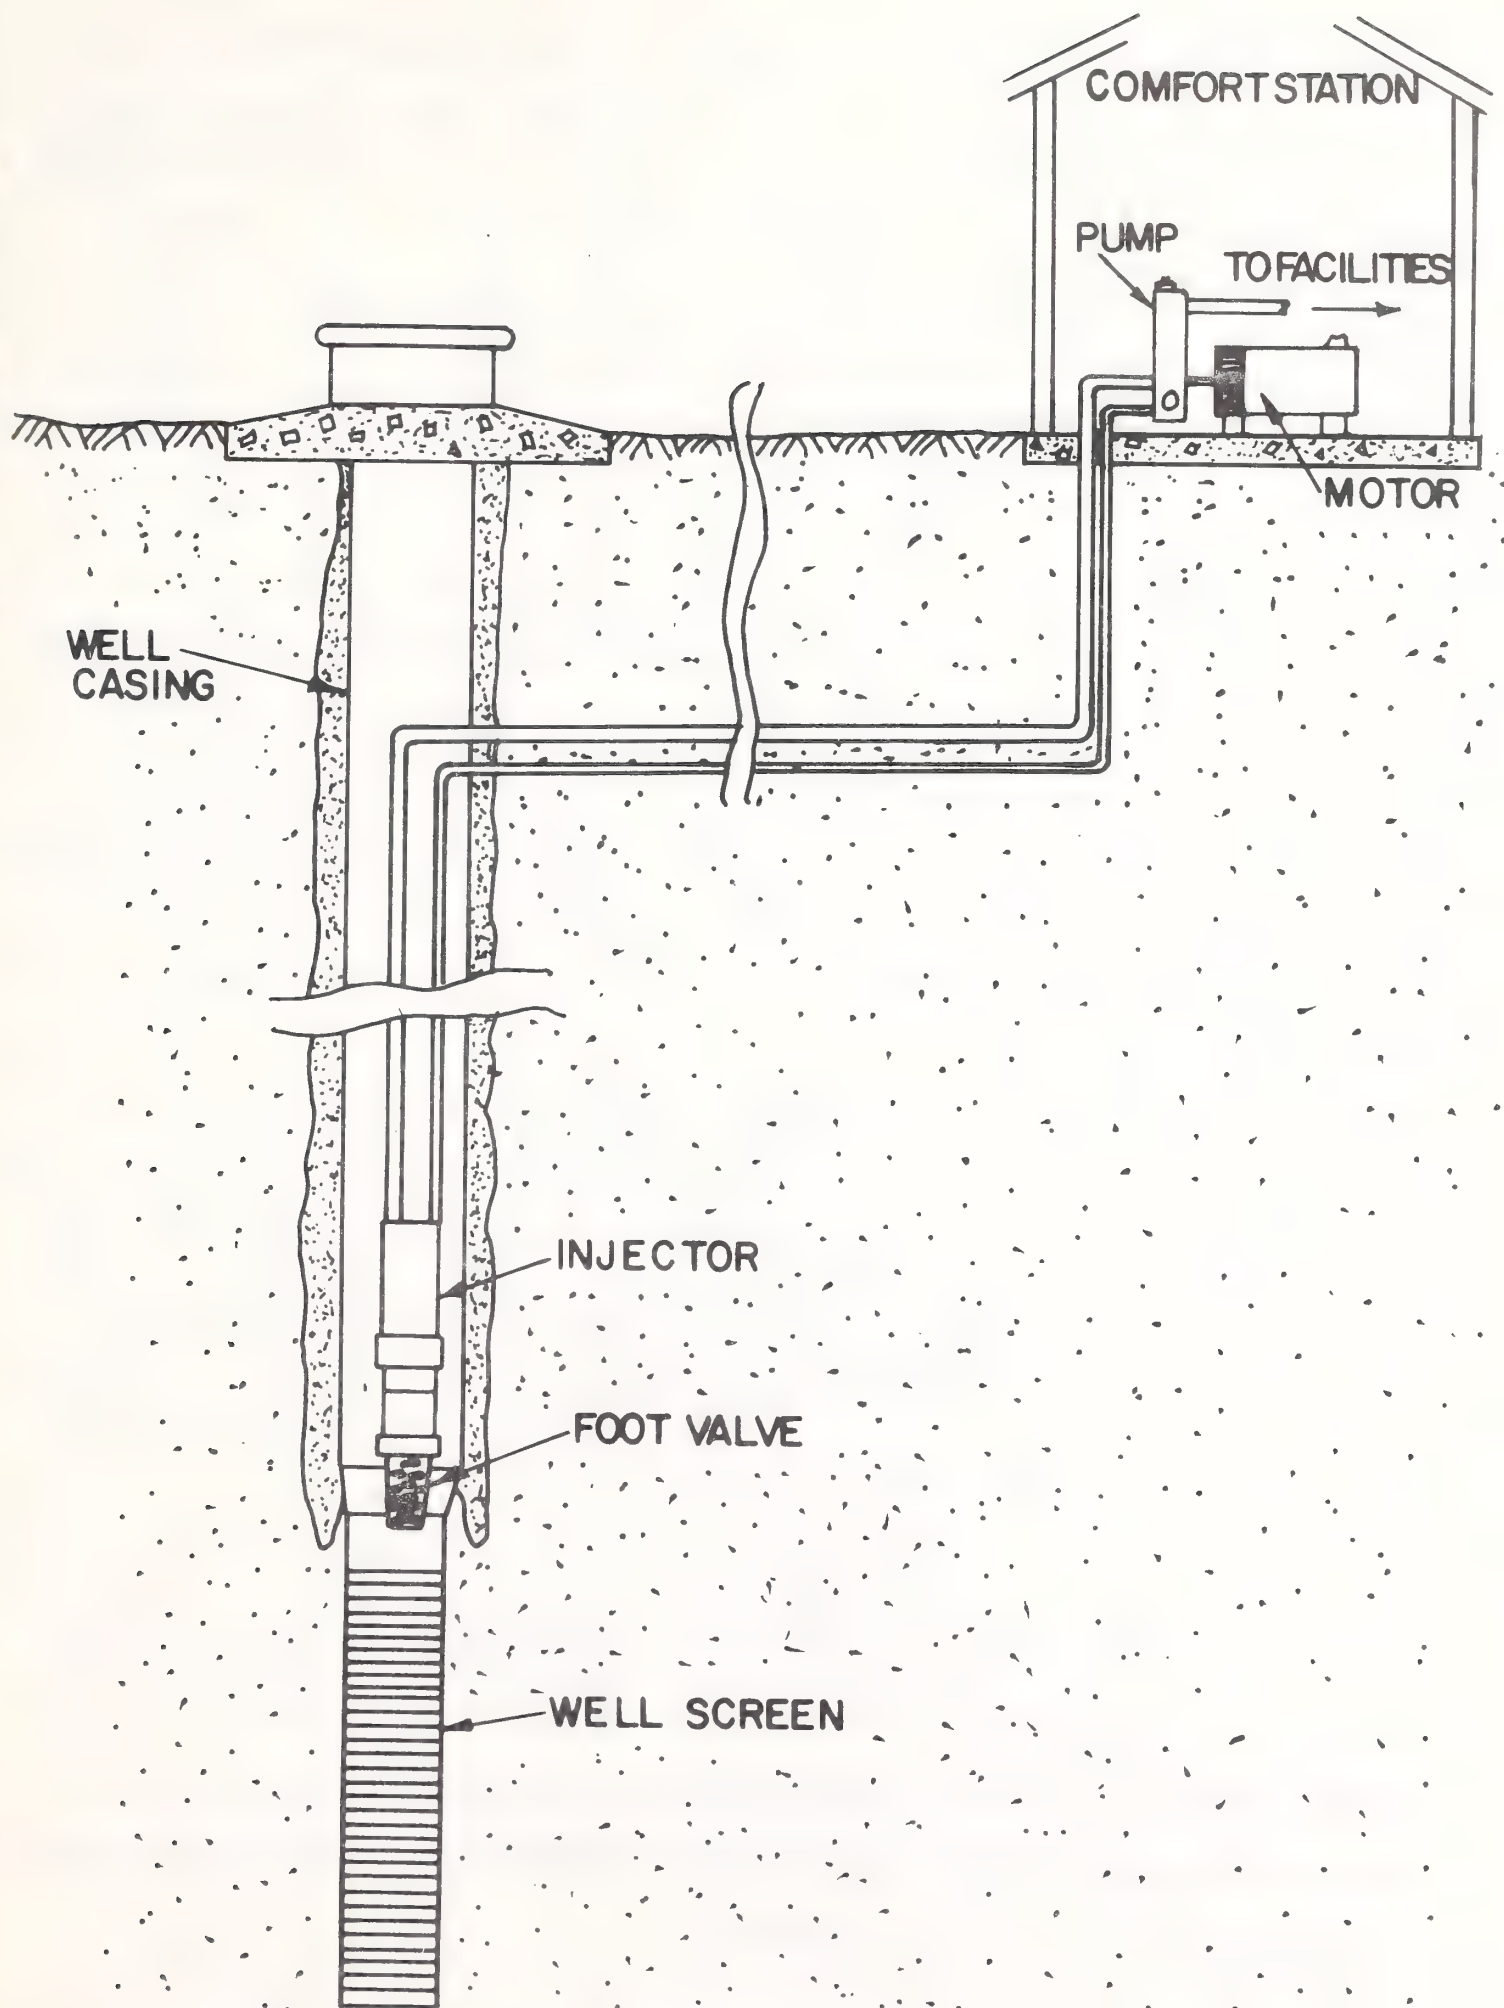 COMFORT STATION
PUMP
TO FACILITIES
MOTOR
WELL
CASING
INJECTOR
FOOT VALVE
WELL SCREEN